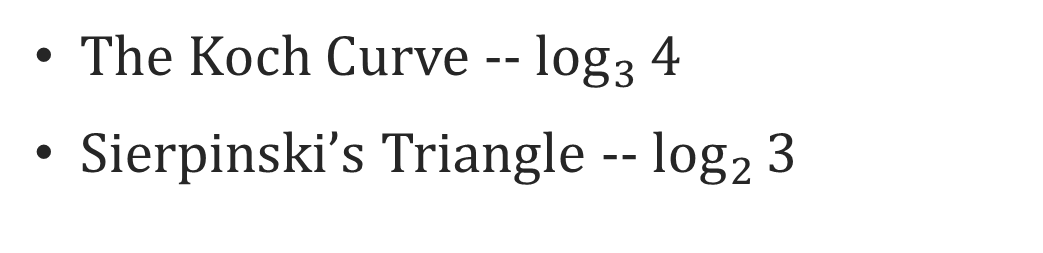 • The Koch Curve -- log₃ 4
• Sierpinski’s Triangle -- log₂ 3